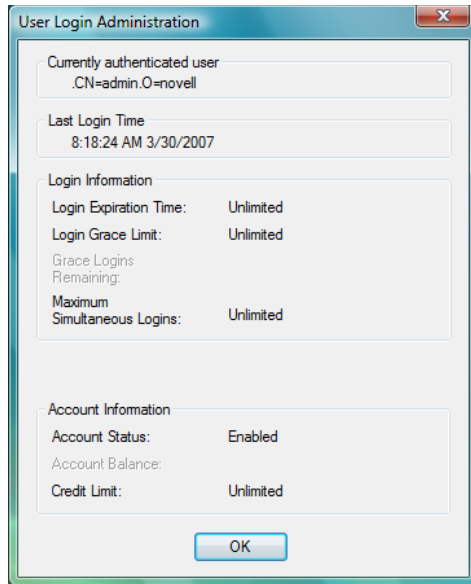 User Login Administration
Currently authenticated user
.CN=admin.O=novell
Last Login Time
8:18:24 AM 3/30/2007
Login Information
Login Expiration Time: Unlimited
Login Grace Limit: Unlimited
Grace Logins
Remaining:
Maximum
Simultaneous Logins: Unlimited
Account Information
Account Status: Enabled
Account Balance:
Credit Limit: Unlimited
OK